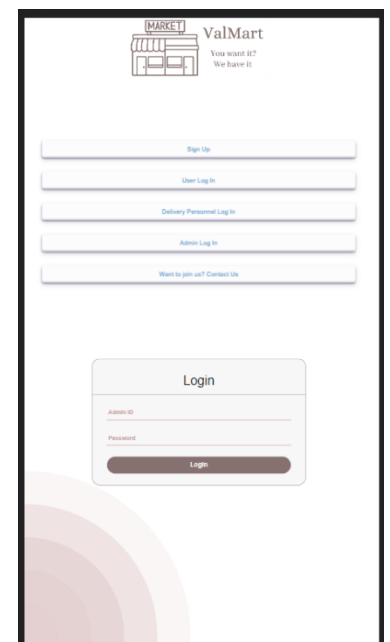 MARKET
ValMart
You want it?
We have it
Sign Up
User Log In
Delivery Personnel Log In
Admin Log In
Want to join us? Contact Us
Login
Admin ID
Password
Login